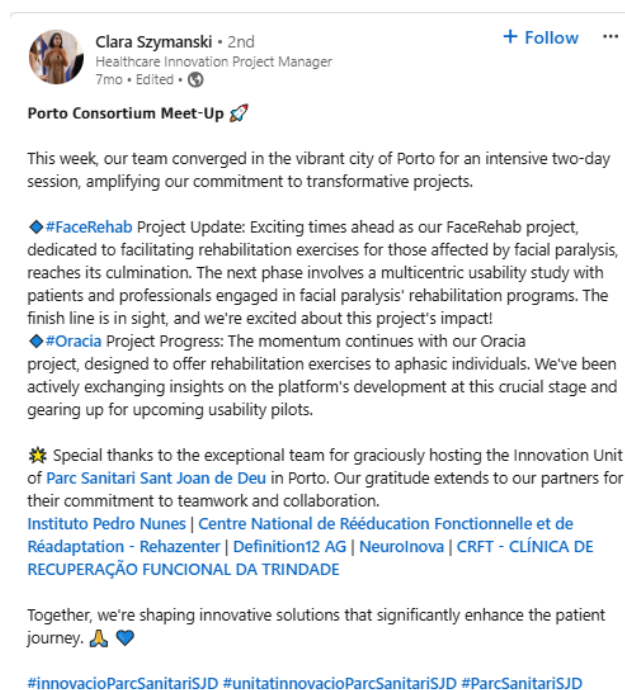 Clara Szymanski • 2nd
+ Follow ...
Healthcare Innovation Project Manager
7mo • Edited •
Porto Consortium Meet-Up 🚀
This week, our team converged in the vibrant city of Porto for an intensive two-day
session, amplifying our commitment to transformative projects.
🔷#FaceRehab Project Update: Exciting times ahead as our FaceRehab project,
dedicated to facilitating rehabilitation exercises for those affected by facial paralysis,
reaches its culmination. The next phase involves a multicentric usability study with
patients and professionals engaged in facial paralysis' rehabilitation programs. The
finish line is in sight, and we're excited about this project's impact!
🔷#Oracia Project Progress: The momentum continues with our Oracia
project, designed to offer rehabilitation exercises to aphasic individuals. We've been
actively exchanging insights on the platform's development at this crucial stage and
gearing up for upcoming usability pilots.
🌟 Special thanks to the exceptional team for graciously hosting the Innovation Unit
of Parc Sanitari Sant Joan de Deu in Porto. Our gratitude extends to our partners for
their commitment to teamwork and collaboration.
Instituto Pedro Nunes | Centre National de Rééducation Fonctionnelle et de
Réadaptation - Rehazenter | Definition12 AG | NeuroInova | CRFT - CLÍNICA DE
RECUPERAÇÃO FUNCIONAL DA TRINDADE
Together, we're shaping innovative solutions that significantly enhance the patient
journey. 🙏 💙
#innovacioParcSanitariSJD #unitatinnovacioParcSanitariSJD #ParcSanitariSJD